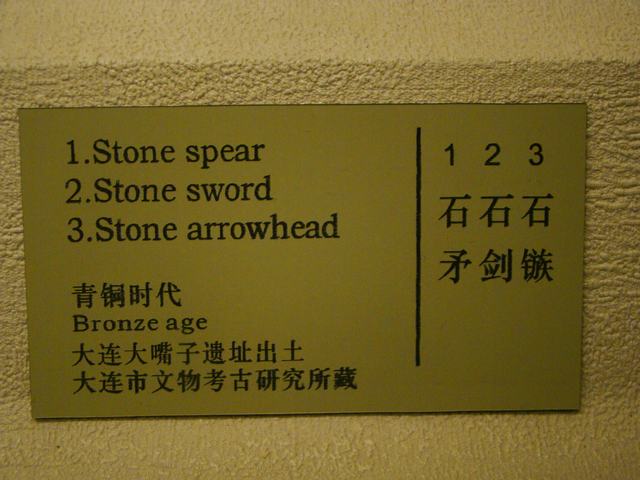 1.Stone spear
2.Stone sword
3.Stone arrowhead
青铜时代
Bronze age
大连大嘴子遗址出土
大连市文物考古研究所藏
1 2 3
石 石 石
矛 剑 镞